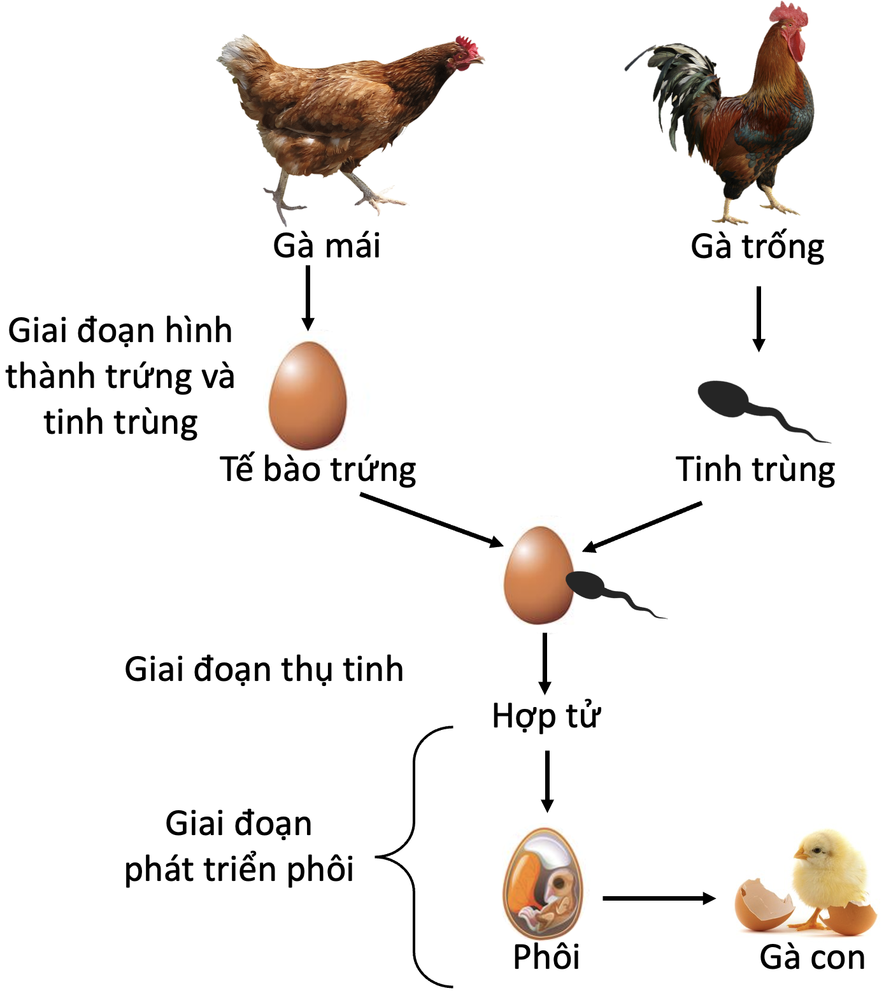 Gà mái
Gà trống
Giai đoạn hình
thành trứng và
tinh trùng
Tế bào trứng
Tinh trùng
Giai đoạn thụ tinh
Hợp tử
Giai đoạn
phát triển phôi
Phôi
Gà con